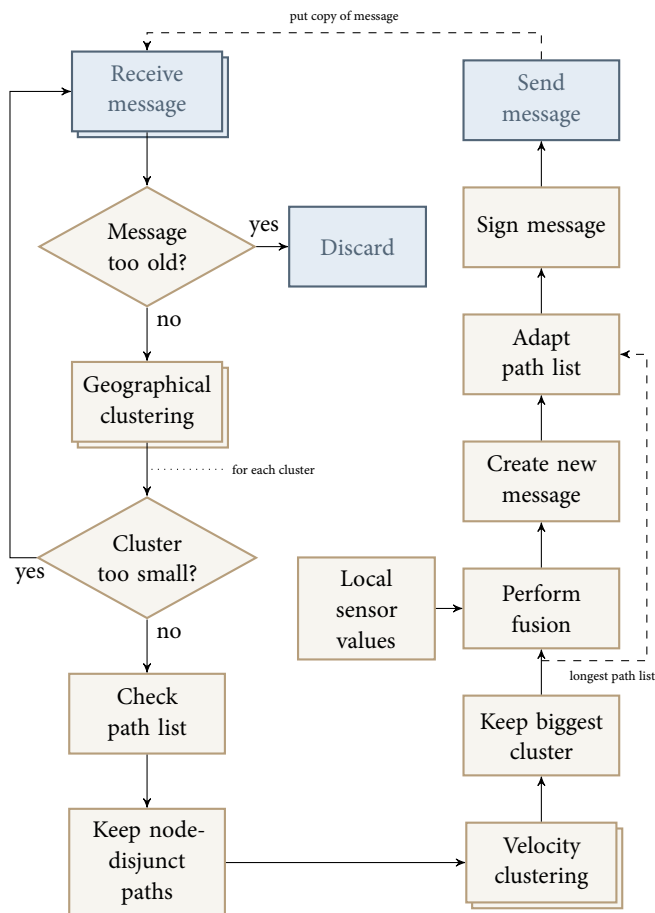 put copy of message
Receive
message
Send
message
Message
too old?
yes
Discard
Sign message
no
Geographical
clustering
Adapt
path list
for each cluster
Create new
message
Cluster
too small?
yes
Local
sensor
values
Perform
fusion
no
longest path list
Check
path list
Keep biggest
cluster
Keep node-
disjunct
paths
Velocity
clustering